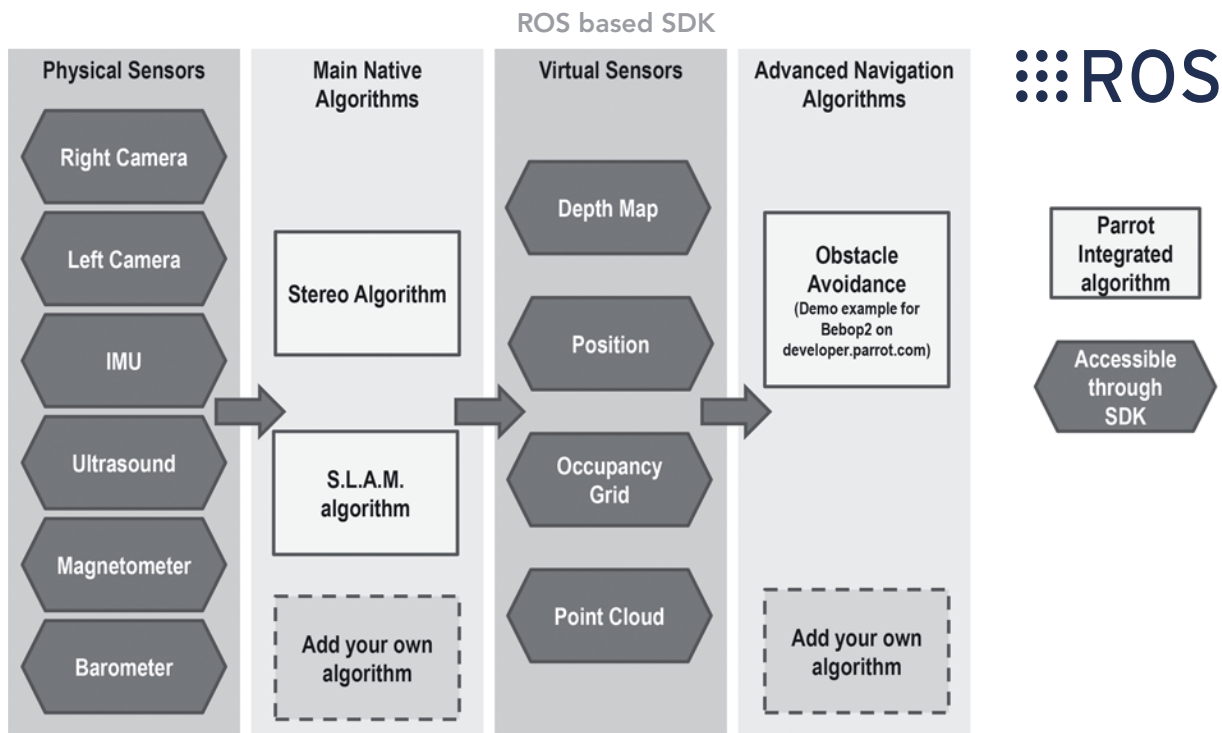 ROS based SDK
Physical Sensors
Right Camera
Left Camera
IMU
Ultrasound
Magnetometer
Barometer
Main Native
Algorithms
Stereo Algorithm
S.L.A.M.
algorithm
Add your own
algorithm
Virtual Sensors
Depth Map
Position
Occupancy
Grid
Point Cloud
Advanced Navigation
Algorithms
Obstacle
Avoidance
(Demo example for
Bebop2 on
developer.parrot.com)
Add your own
algorithm
ROS
Parrot
Integrated
algorithm
Accessible
through
SDK